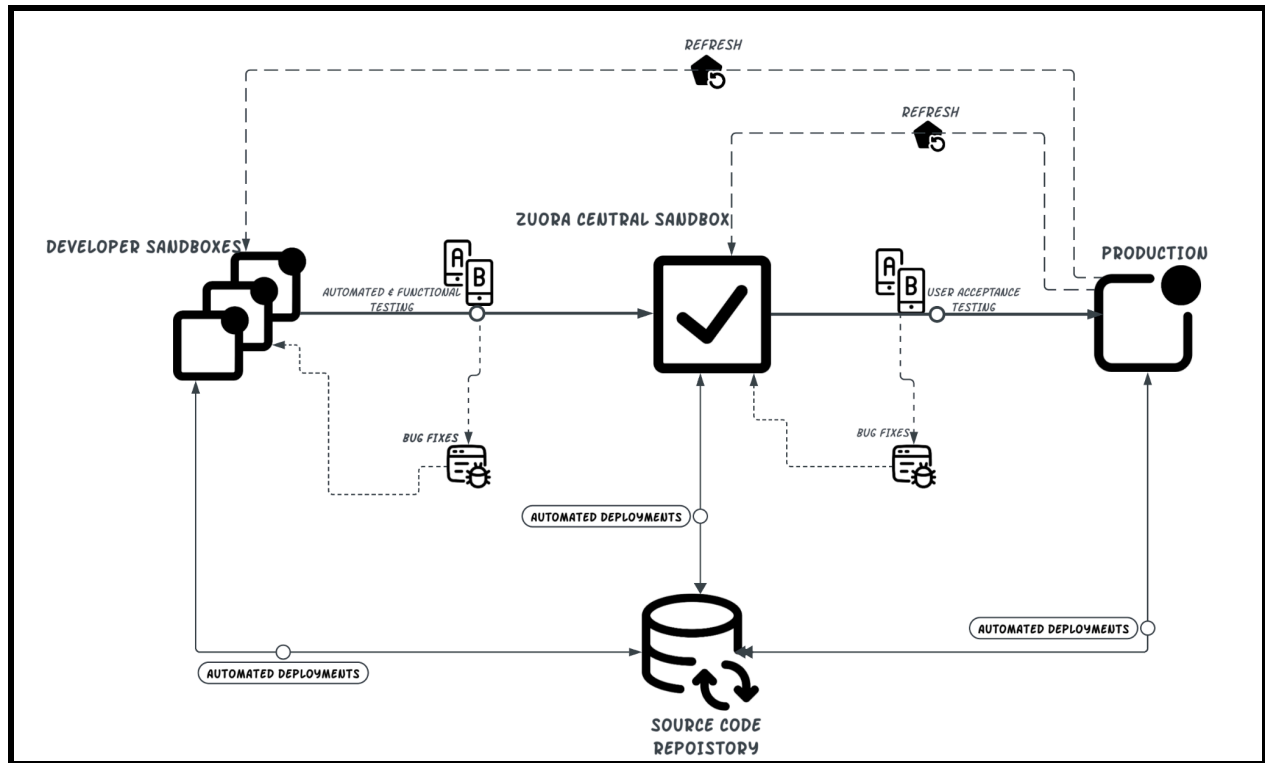 REFRESH
REFRESH
ZUORA CENTRAL SANDBOX
DEVELOPER SANDBOXES
PRODUCTION
A
B
AUTOMATED & FUNCTIONAL
TESTING
A
B
USER ACCEPTANCE
TESTING
BUG FIXES
BUG FIXES
AUTOMATED DEPLOYMENTS
AUTOMATED DEPLOYMENTS
AUTOMATED DEPLOYMENTS
SOURCE CODE
REPOISTORY